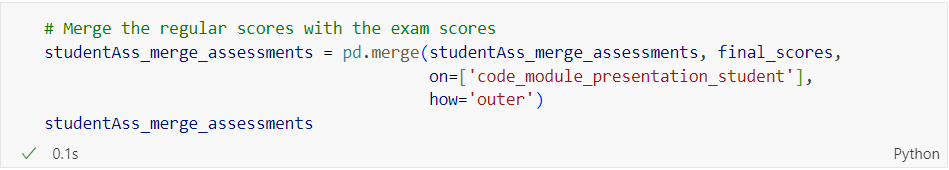 # Merge the regular scores with the exam scores
studentAss_merge_assessments = pd.merge(studentAss_merge_assessments, final_scores,
on=['code_module_presentation_student'],
how='outer')
studentAss_merge_assessments
0.1s
Python